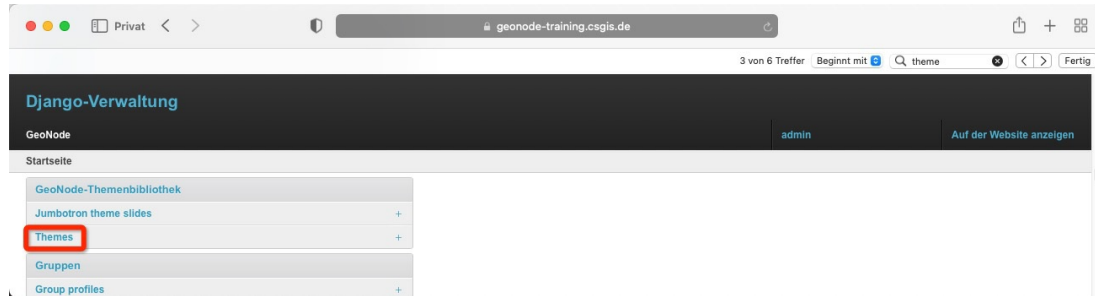 Privat
geonode-training.csgis.de
3 von 6 Treffer Beginnt mit theme Fertig
Django-Verwaltung
GeoNode admin Auf der Website anzeigen
Startseite
GeoNode-Themenbibliothek
Jumbotron theme slides +
Themes +
Gruppen
Group profiles +